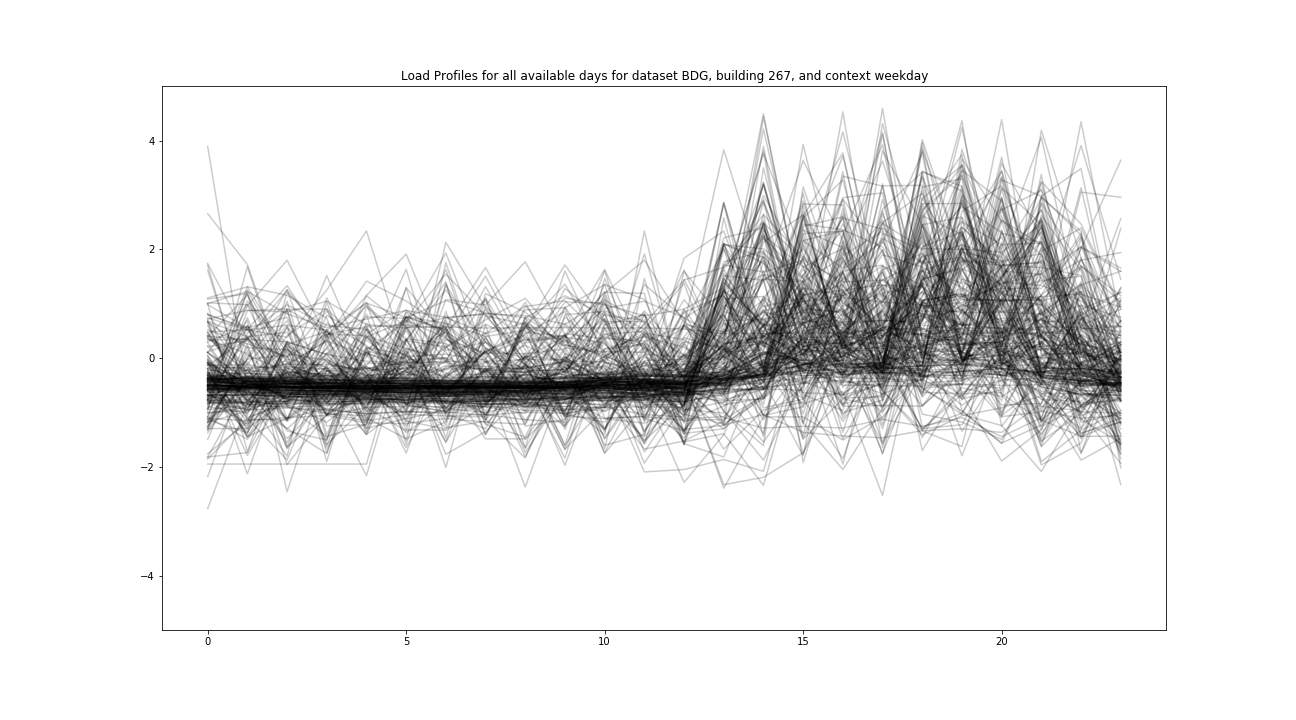 Load Profiles for all available days for dataset BDG, building 267, and context weekday
4
2
0
−2
−4
0 5 10 15 20